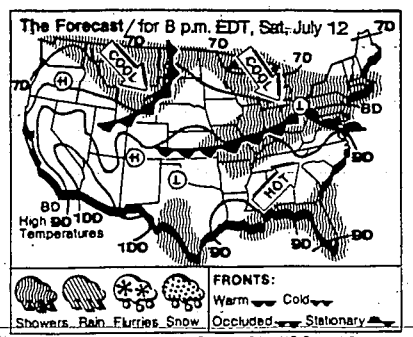 The Forecast/for 8 p.m. EDT, Sat, July 12
70
70
70
70
70
COOL
COOL
H
L
80
H
90
L
HOT
80
High
90
100
Temperatures
100
90
90
90
FRONTS:
Warm Cold
Showers Rain Flurries Snow
Occluded Stationary